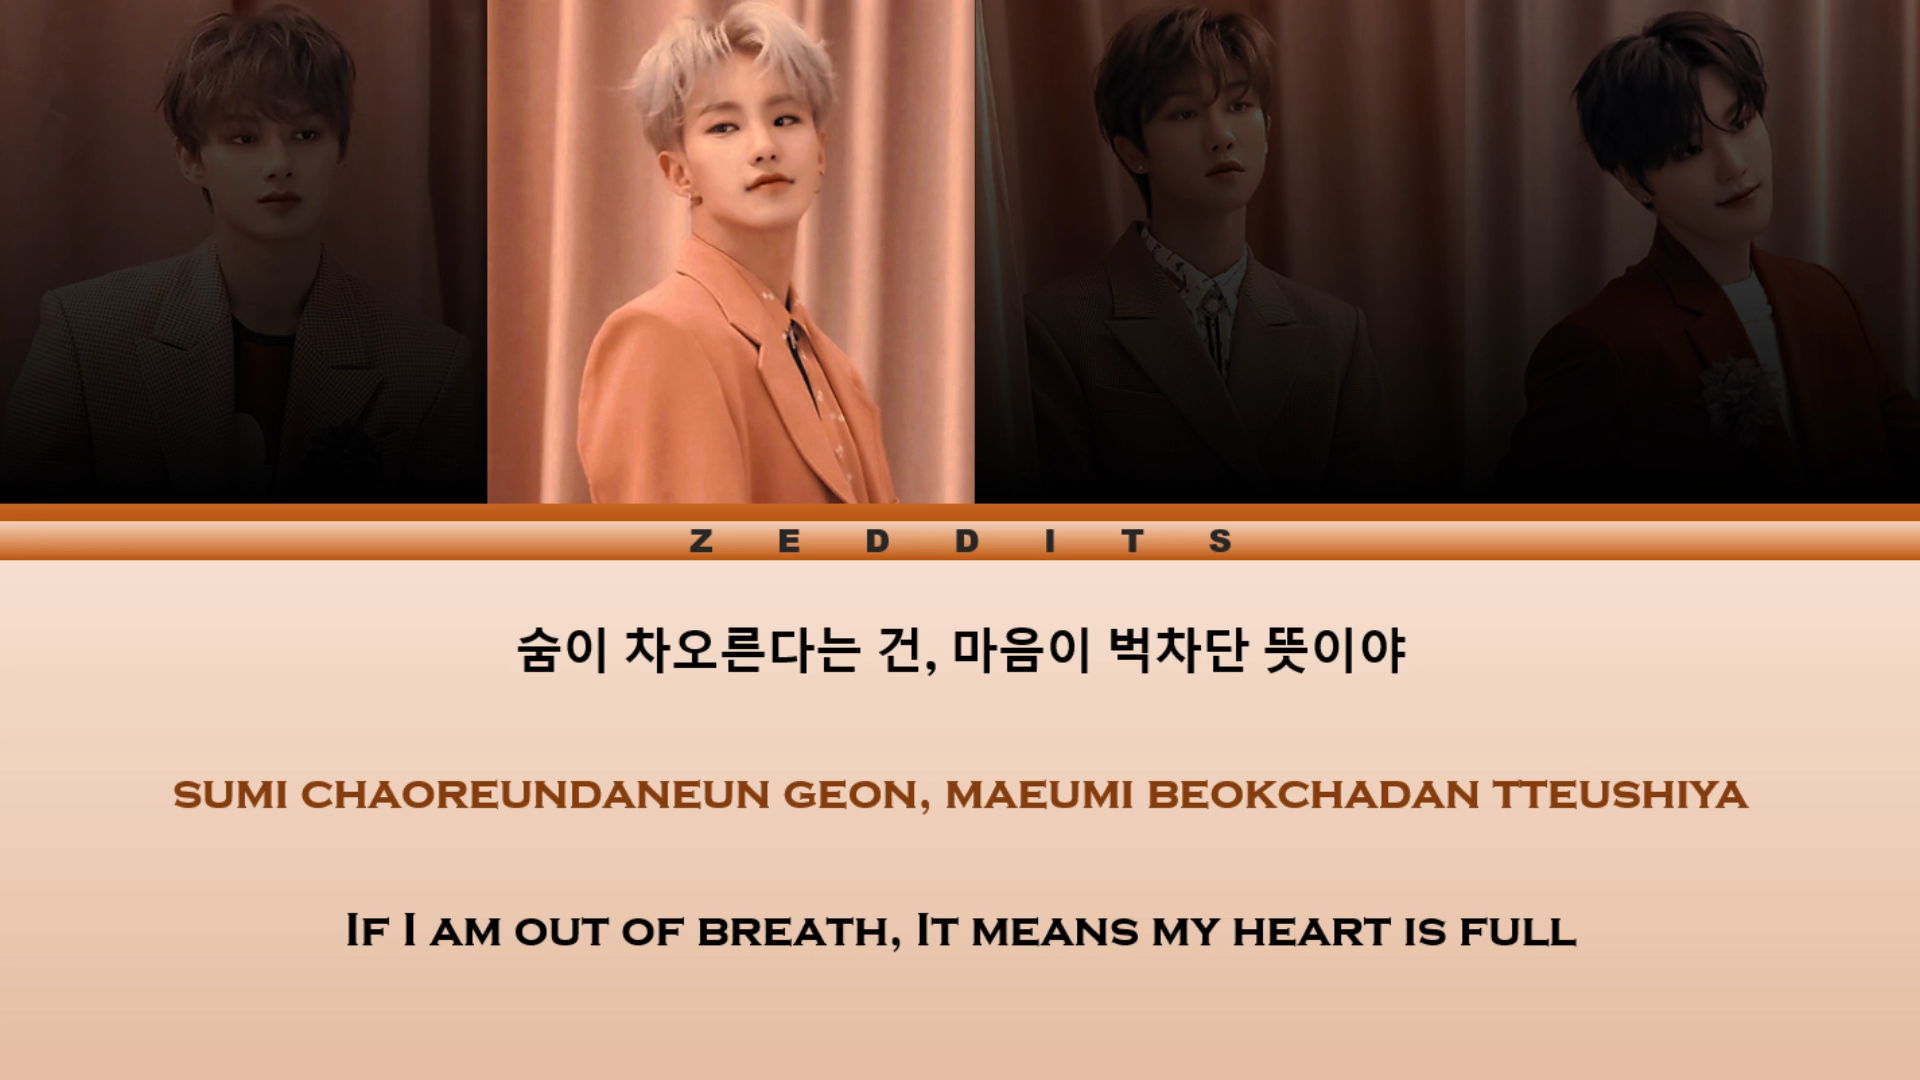 ZEDDITS
숨이 차오른다는 건, 마음이 벅차단 뜻이야
SUMI CHAOREUNDANEUN GEON, MAEUMI BEOKCHADAN TTEUSHIYA
IF I AM OUT OF BREATH, IT MEANS MY HEART IS FULL